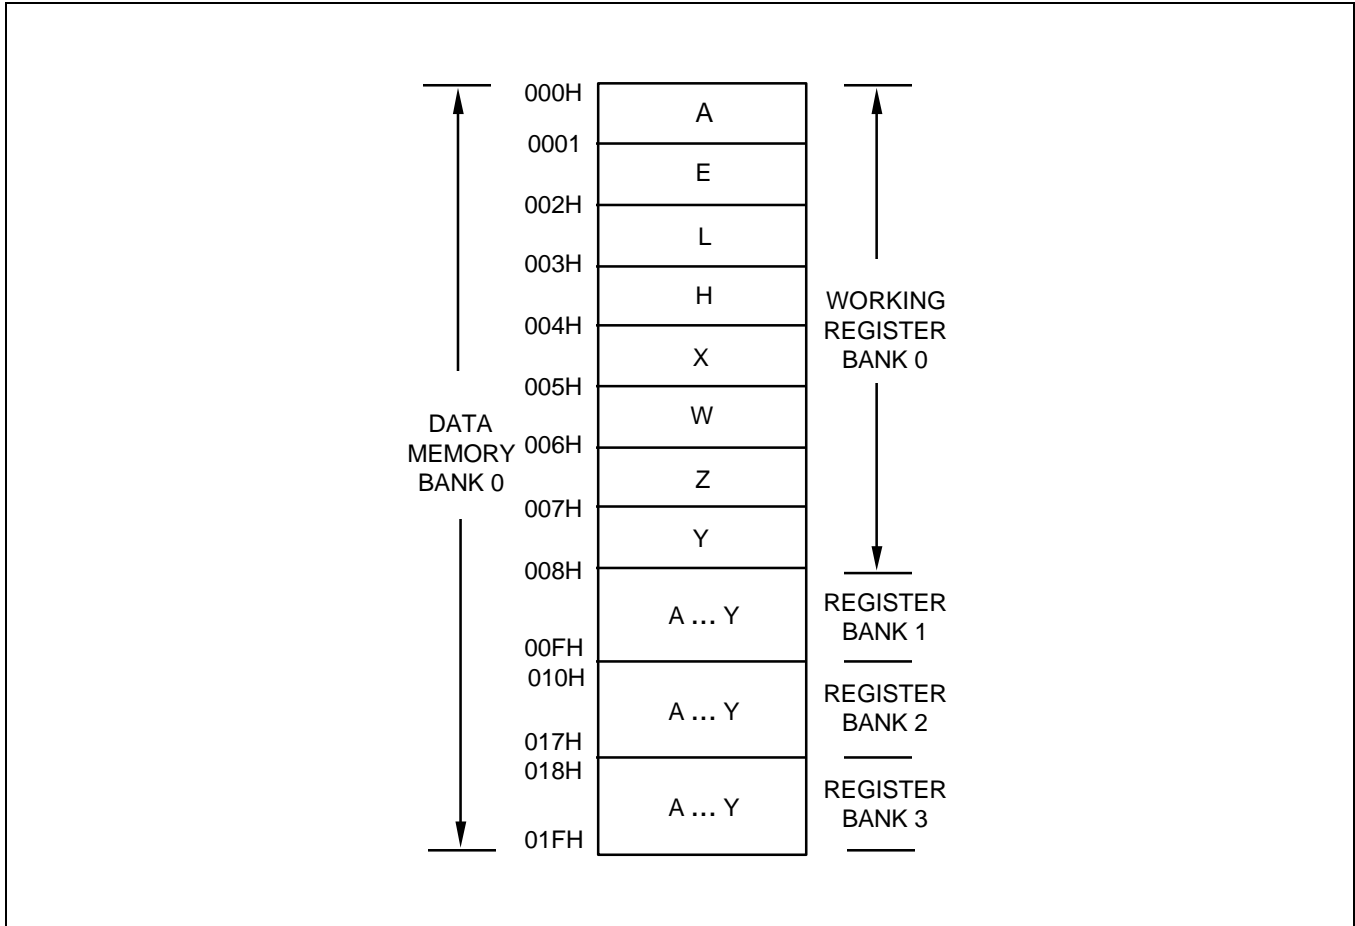 000H
A
0001
E
002H
L
003H
H
004H
X
005H
W
006H
Z
007H
Y
008H
A ... Y
00FH
010H
A ... Y
017H
018H
A ... Y
01FH
DATA
MEMORY
BANK 0
WORKING
REGISTER
BANK 0
REGISTER
BANK 1
REGISTER
BANK 2
REGISTER
BANK 3